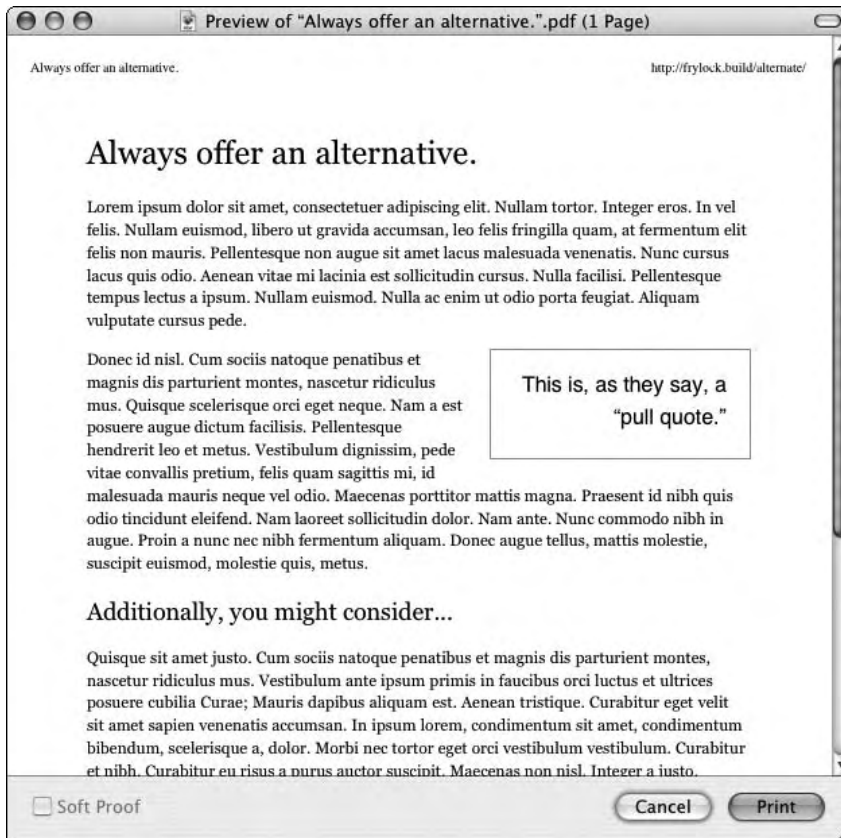 Preview of “Always offer an alternative.”.pdf (1 Page)
Always offer an alternative.
http://frylock.build/alternate/
Always offer an alternative.
Lorem ipsum dolor sit amet, consectetuer adipiscing elit. Nullam tortor. Integer eros. In vel
felis. Nullam euismod, libero ut gravida accumsan, leo felis fringilla quam, at fermentum elit
felis non mauris. Pellentesque non augue sit amet lacus malesuada venenatis. Nunc cursus
lacus quis odio. Aenean vitae mi lacinia est sollicitudin cursus. Nulla facilisi. Pellentesque
tempus lectus a ipsum. Nullam euismod. Nulla ac enim ut odio porta feugiat. Aliquam
vulputate cursus pede.
Donec id nisl. Cum sociis natoque penatibus et
magnis dis parturient montes, nascetur ridiculus
mus. Quisque scelerisque orci eget neque. Nam a est
posuere augue dictum facilisis. Pellentesque
hendrerit leo et metus. Vestibulum dignissim, pede
vitae convallis pretium, felis quam sagittis mi, id
This is, as they say, a
“pull quote.”
malesuada mauris neque vel odio. Maecenas porttitor mattis magna. Praesent id nibh quis
odio tincidunt eleifend. Nam laoreet sollicitudin dolor. Nam ante. Nunc commodo nibh in
augue. Proin a nunc nec nibh fermentum aliquam. Donec augue tellus, mattis molestie,
suscipit euismod, molestie quis, metus.
Additionally, you might consider...
Quisque sit amet justo. Cum sociis natoque penatibus et magnis dis parturient montes,
nascetur ridiculus mus. Vestibulum ante ipsum primis in faucibus orci luctus et ultrices
posuere cubilia Curae; Mauris dapibus aliquam est. Aenean tristique. Curabitur eget velit
sit amet sapien venenatis accumsan. In ipsum lorem, condimentum sit amet, condimentum
bibendum, scelerisque a, dolor. Morbi nec tortor eget orci vestibulum vestibulum. Curabitur
et nibh. Curabitur eu risus a purus auctor suscipit. Maecenas non nisl. Integer a justo.
Soft Proof
Cancel
Print